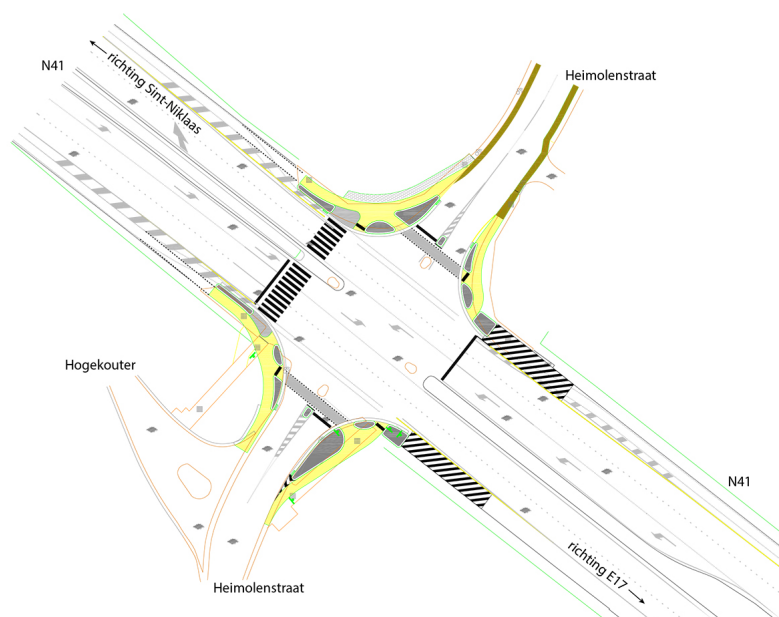 N41
richting Sint-Niklaas
Heimolenstraat
Hogekouter
N41
richting E17
Heimolenstraat